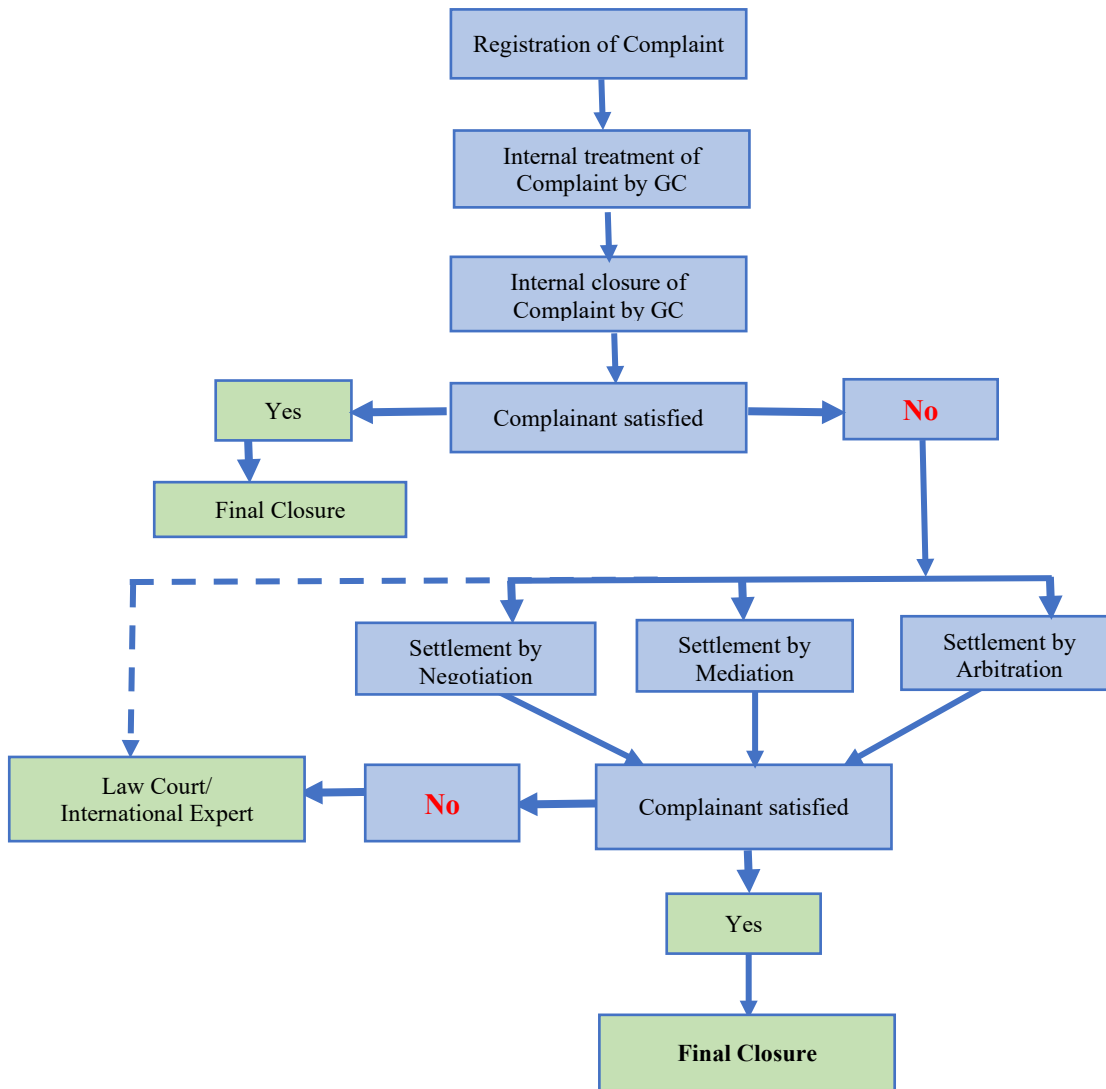 Registration of Complaint
Internal treatment of
Complaint by GC
Internal closure of
Complaint by GC
Yes
Complainant satisfied
No
Final Closure
Settlement by
Negotiation
Settlement by
Mediation
Settlement by
Arbitration
Law Court/
International Expert
No
Complainant satisfied
Yes
Final Closure